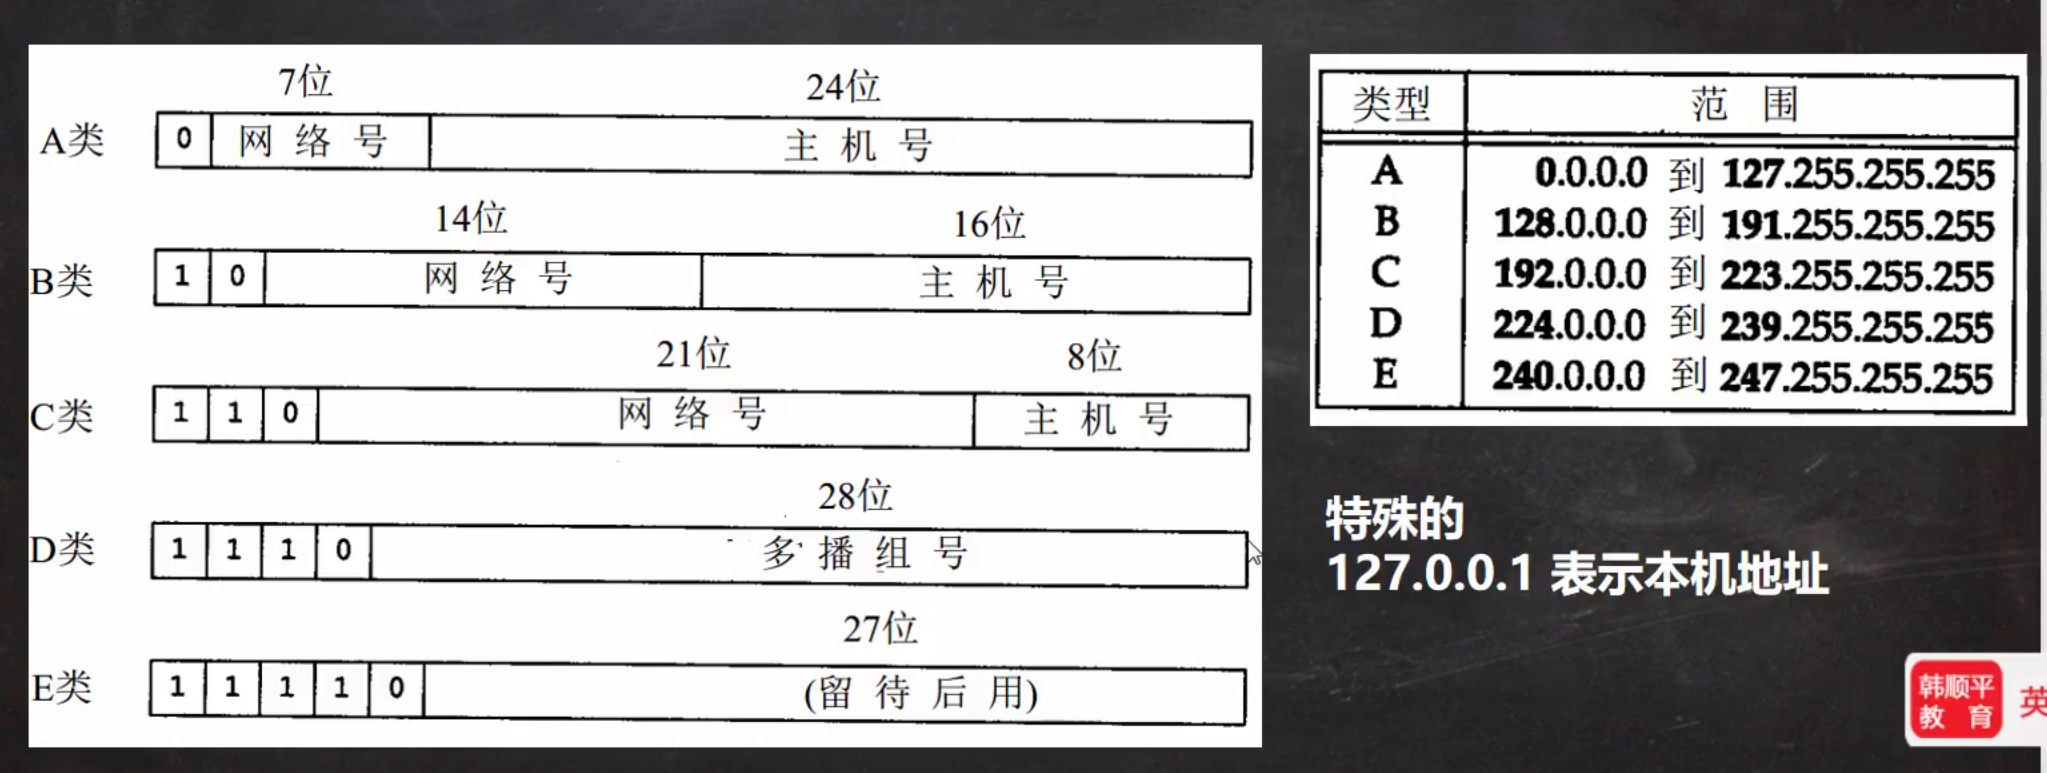 7位 24位
A类 0 网络号 主机号
14位 16位
B类 1 0 网络号 主机号
21位 8位
C类 1 1 0 网络号 主机号
28位
D类 1 1 1 0 多播组号
27位
E类 1 1 1 1 0 (留待后用)
类型 范围
A 0.0.0.0 到 127.255.255.255
B 128.0.0.0 到 191.255.255.255
C 192.0.0.0 到 223.255.255.255
D 224.0.0.0 到 239.255.255.255
E 240.0.0.0 到 247.255.255.255
特殊的
127.0.0.1 表示本机地址
韩顺平
教育
英